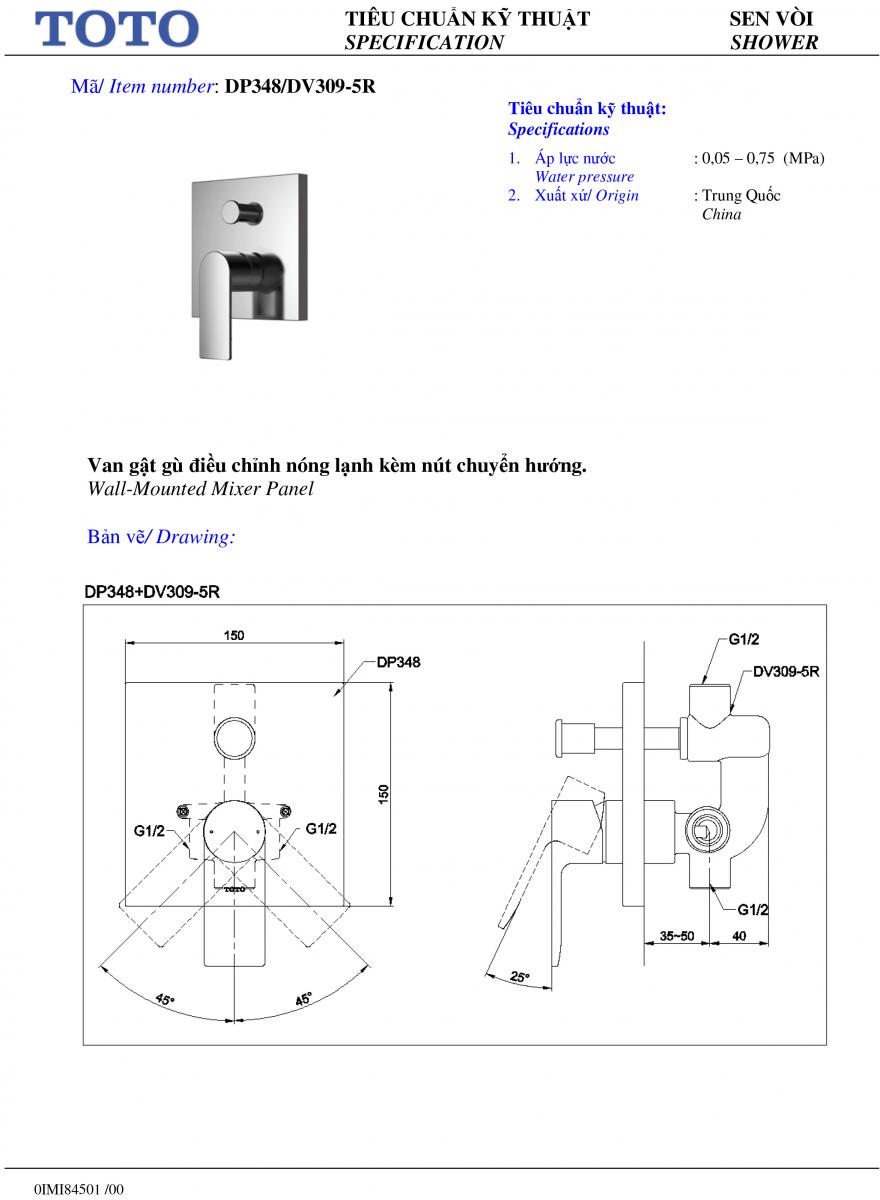 TOTO
TIÊU CHUẨN KỸ THUẬT
SPECIFICATION
SEN VÒI
SHOWER
Mã/ Item number: DP348/DV309-5R
Tiêu chuẩn kỹ thuật:
Specifications
1. Áp lực nước : 0,05 – 0,75 (MPa)
Water pressure
2. Xuất xứ/ Origin : Trung Quốc
China
Van gật gù điều chỉnh nóng lạnh kèm nút chuyển hướng.
Wall-Mounted Mixer Panel
Bản vẽ/ Drawing:
DP348+DV309-5R
150
DP348
150
G1/2
G1/2
TOTO
45°
45°
G1/2
DV309-5R
G1/2
35~50
40
25°
0IMI84501 /00